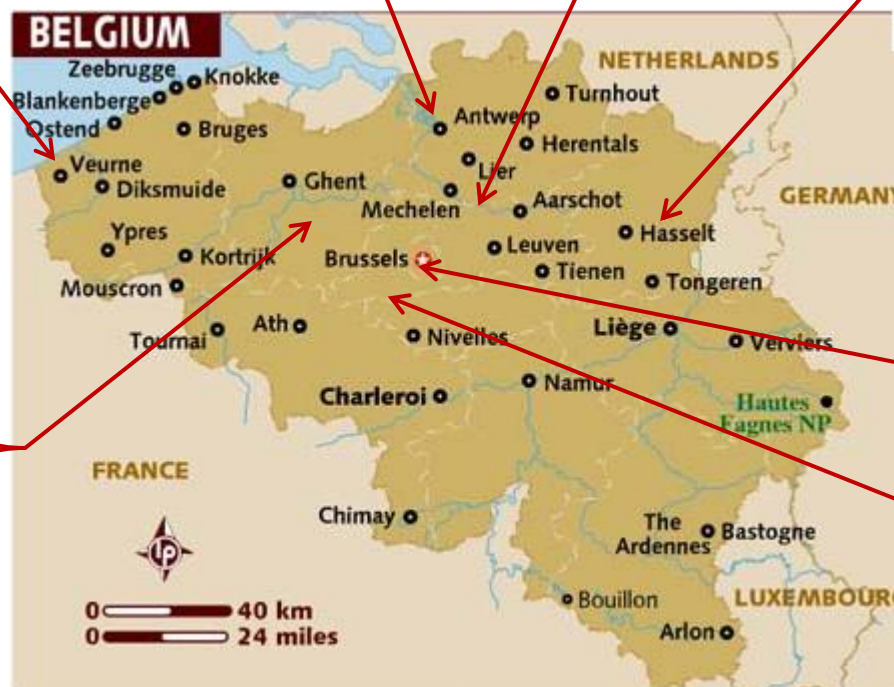 BELGIUM
NETHERLANDS
Zeebrugge
Knokke
Blankenberge
Turnhout
Ostend
Bruges
Antwerp
Herentals
Veurne
Lier
Diksmuide
Ghent
Mechelen
Aarschot
GERMANY
Ypres
Kortrijk
Brussels
Leuven
Hasselt
Tienen
Tongeren
Mouscron
Tournai
Ath
Nivelles
Liège
Verviers
Charleroi
Namur
Hautes
Fagnes NP
FRANCE
Chimay
The
Ardennes
Bastogne
LP
Bouillon
LUXEMBOURG
0 40 km
0 24 miles
Arlon